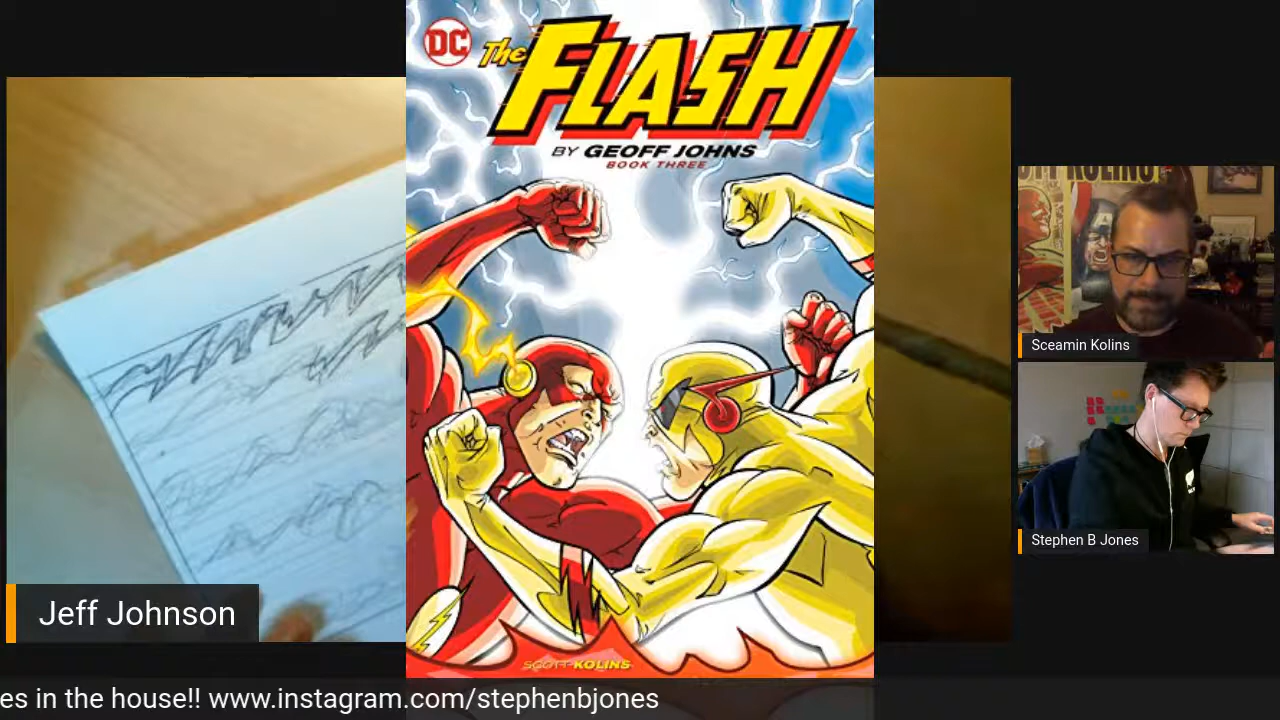 DC
The
FLASH
BY GEOFF JOHNS
BOOK THREE
SCOTT KOLINS
KOLINS
Sceamin Kolins
Stephen B Jones
Jeff Johnson
es in the house!! www.instagram.com/stephenbjones